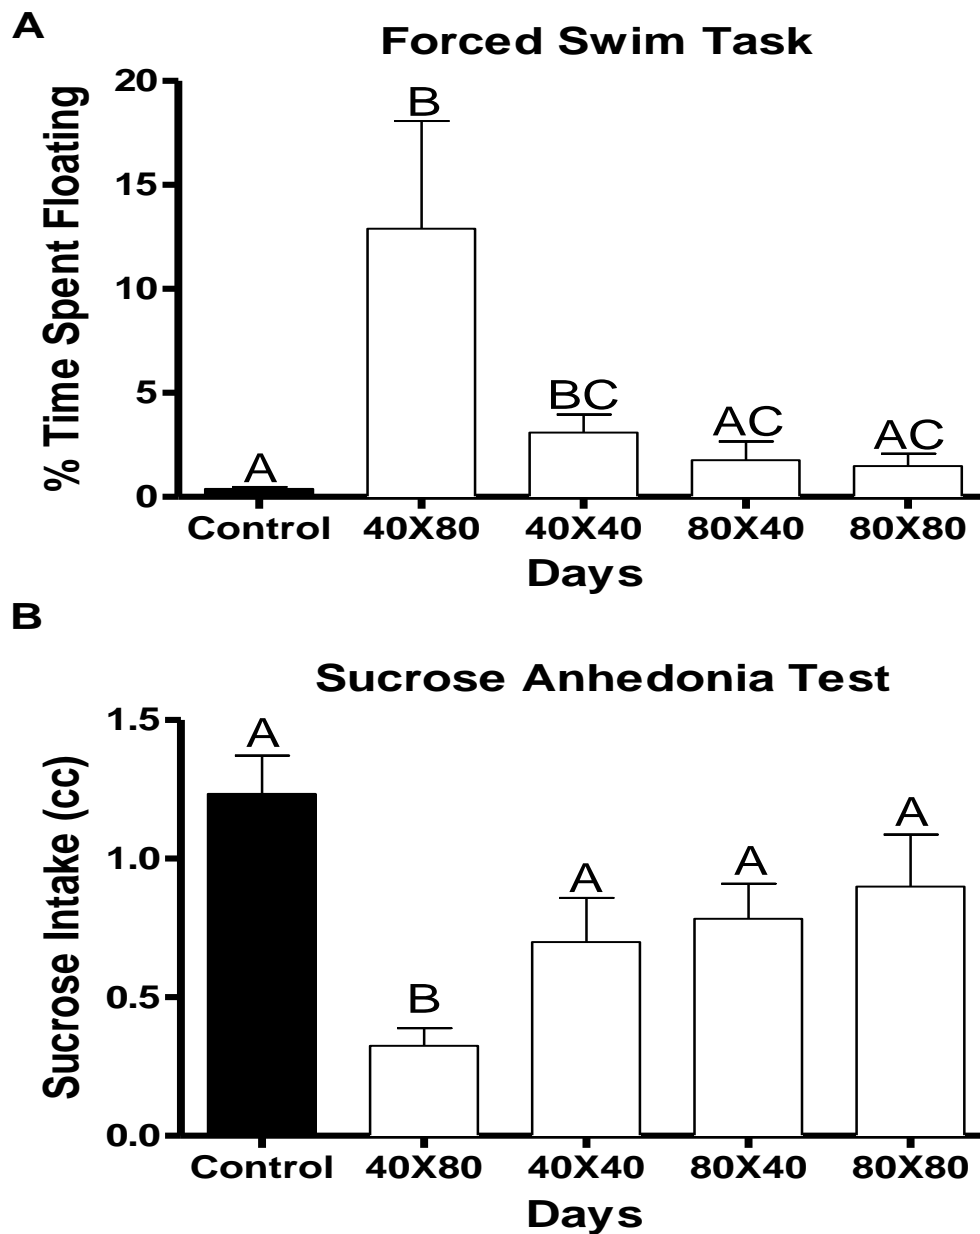 A
Forced Swim Task
% Time Spent Floating
20
15
10
5
0
A
B
BC
AC
AC
Control 40X80 40X40 80X40 80X80
Days
B
Sucrose Anhedonia Test
Sucrose Intake (cc)
1.5
1.0
0.5
0.0
A
B
A
A
A
Control 40X80 40X40 80X40 80X80
Days